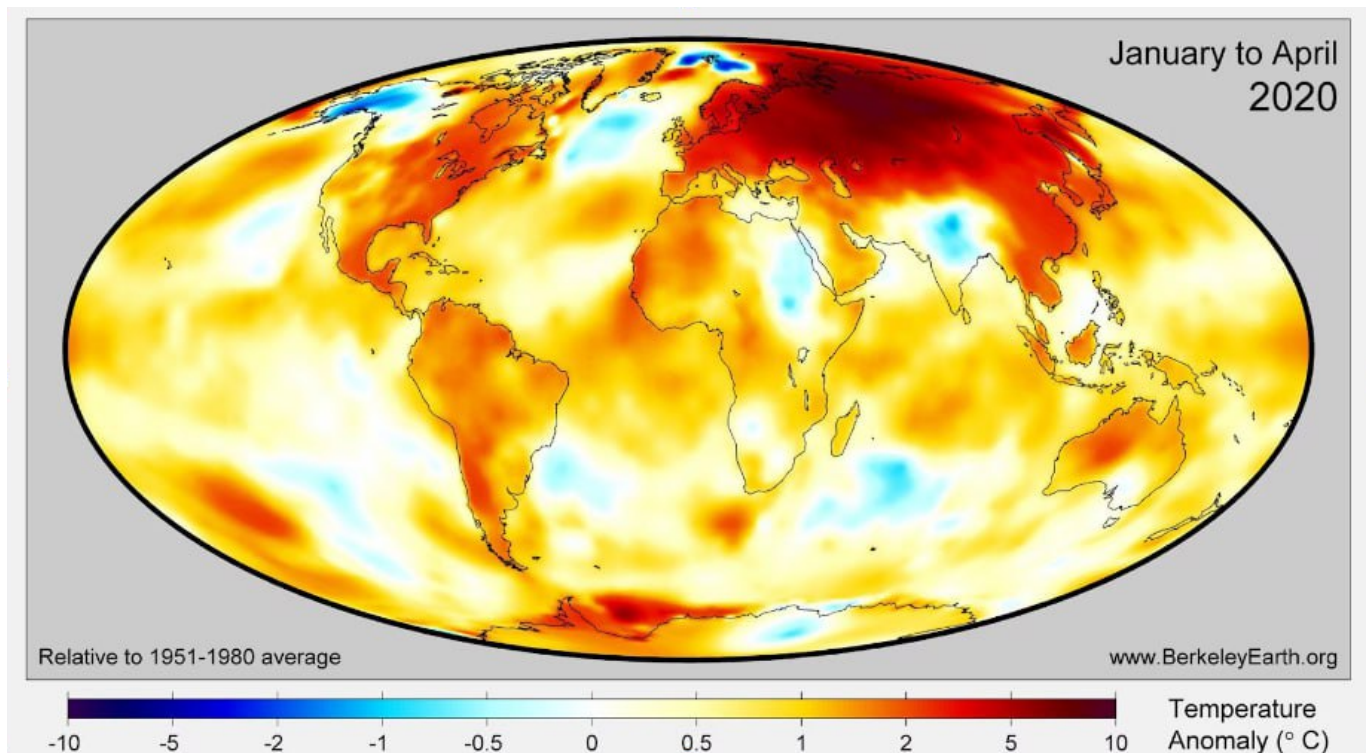 January to April
2020
Relative to 1951-1980 average
www.BerkeleyEarth.org
-10 -5 -2 -1 -0.5 0 0.5 1 2 5 10
Temperature
Anomaly (° C)